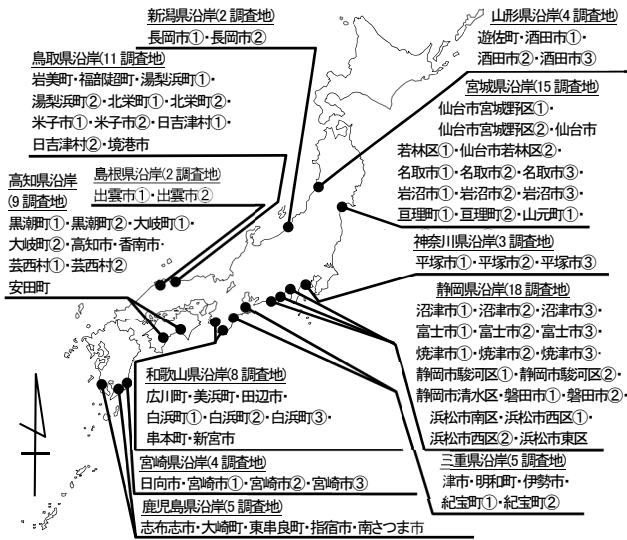 新潟県沿岸(2 調査地)
長岡市①・長岡市②
山形県沿岸(4 調査地)
遊佐町・酒田市①・
酒田市②・酒田市③
鳥取県沿岸(11 調査地)
岩美町・福部砂町・湯梨浜町①・
湯梨浜町②・北栄町①・北栄町②・
米子市①・米子市②・日吉津村①・
日吉津村②・境港市
宮城県沿岸(15 調査地)
仙台市宮城野区①・
仙台市宮城野区②・仙台市
若林区①・仙台市若林区②・
名取市①・名取市②・名取市③・
岩沼市①・岩沼市②・岩沼市③・
亘理町①・亘理町②・山元町①・
高知県沿岸
(9 調査地)
黒潮町①・黒潮町②・大岐町①・
大岐町②・高知市・香南市・
芸西村①・芸西村②
安田町
島根県沿岸(2 調査地)
出雲市①・出雲市②
神奈川県沿岸(3 調査地)
平塚市①・平塚市②・平塚市③
静岡県沿岸(18 調査地)
沼津市①・沼津市②・沼津市③・
富士市①・富士市②・富士市③・
焼津市①・焼津市②・焼津市③・
静岡市駿河区①・静岡市駿河区②・
静岡市清水区・磐田市①・磐田市②・
浜松市南区・浜松市西区①・
浜松市西区②・浜松市東区
和歌山県沿岸(8 調査地)
広川町・美浜町・田辺市・
白浜町①・白浜町②・白浜町③・
串本町・新宮市
宮崎県沿岸(4 調査地)
日向市・宮崎市①・宮崎市②・宮崎市③
三重県沿岸(5 調査地)
津市・明和町・伊勢市・
紀宝町①・紀宝町②
鹿児島県沿岸(5 調査地)
志布志市・大崎町・東串良町・指宿市・南さつま市